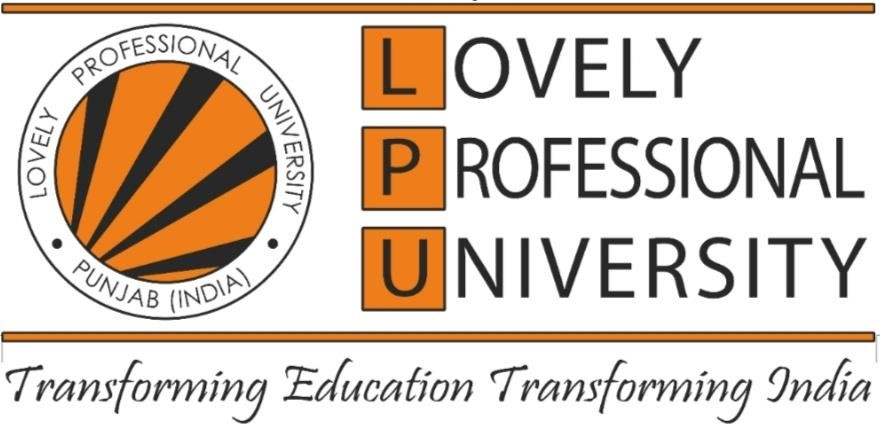 LOVELY PROFESSIONAL UNIVERSITY
PUNJAB (INDIA)
LOVELY
PROFESSIONAL
UNIVERSITY
Transforming Education Transforming India